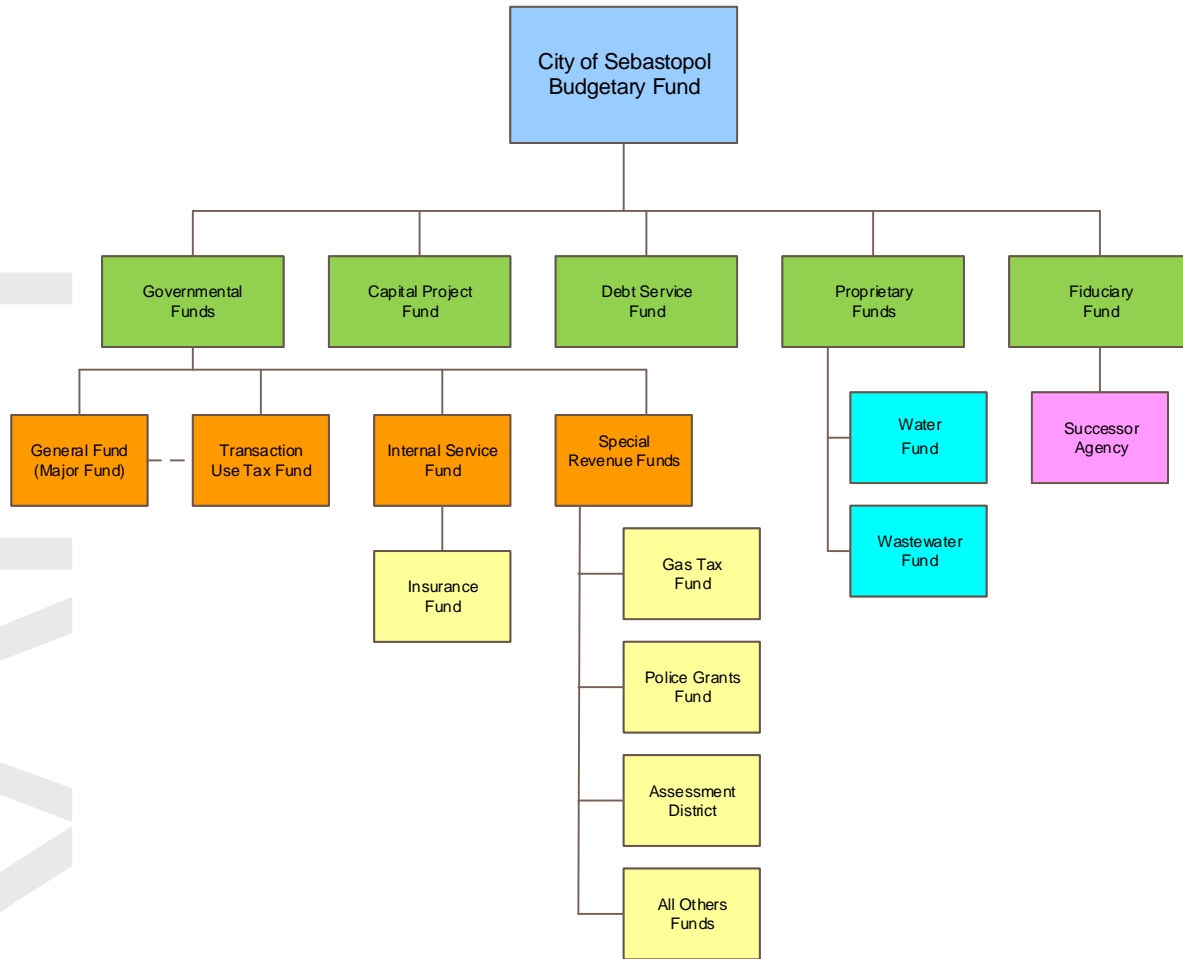 City of Sebastopol
Budgetary Fund
Governmental
Funds
Capital Project
Fund
Debt Service
Fund
Proprietary
Funds
Fiduciary
Fund
General Fund
(Major Fund)
Transaction
Use Tax Fund
Internal Service
Fund
Special
Revenue Funds
Water
Fund
Successor
Agency
Wastewater
Fund
Insurance
Fund
Gas Tax
Fund
Police Grants
Fund
Assessment
District
All Others
Funds